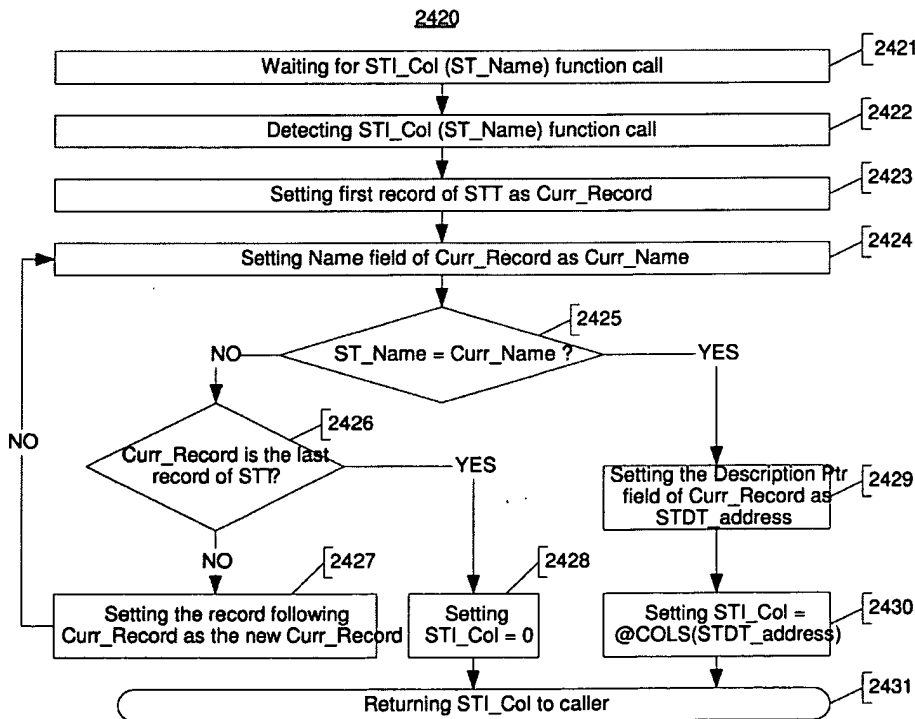 2420
2421
Waiting for STI_Col (ST_Name) function call
2422
Detecting STI_Col (ST_Name) function call
2423
Setting first record of STT as Curr_Record
2424
Setting Name field of Curr_Record as Curr_Name
2425
ST_Name = Curr_Name ?
NO
YES
2426
NO
Curr_Record is the last
record of STT?
YES
Setting the Description Ptr
field of Curr_Record as
STDT_address
2429
NO
2427
2428
Setting the record following
Curr_Record as the new Curr_Record
Setting
STI_Col = 0
Setting STI_Col =
@COLS(STDT_address)
2430
2431
Returning STI_Col to caller